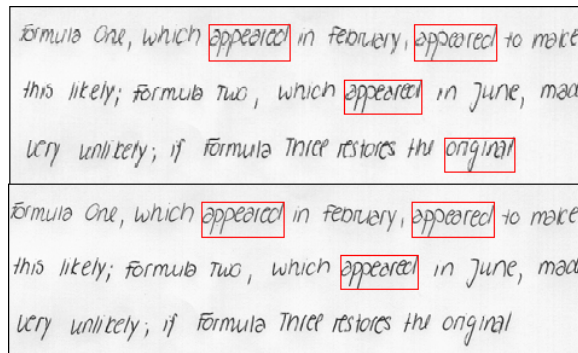 Formula One, which appeared in February, appeared to make
this likely; Formula Two, which appeared in June, mad
very unlikely; if Formula Three restores the original
Formula One, which appeared in February, appeared to make
this likely; Formula Two, which appeared in June, mad
very unlikely; if Formula Three restores the original